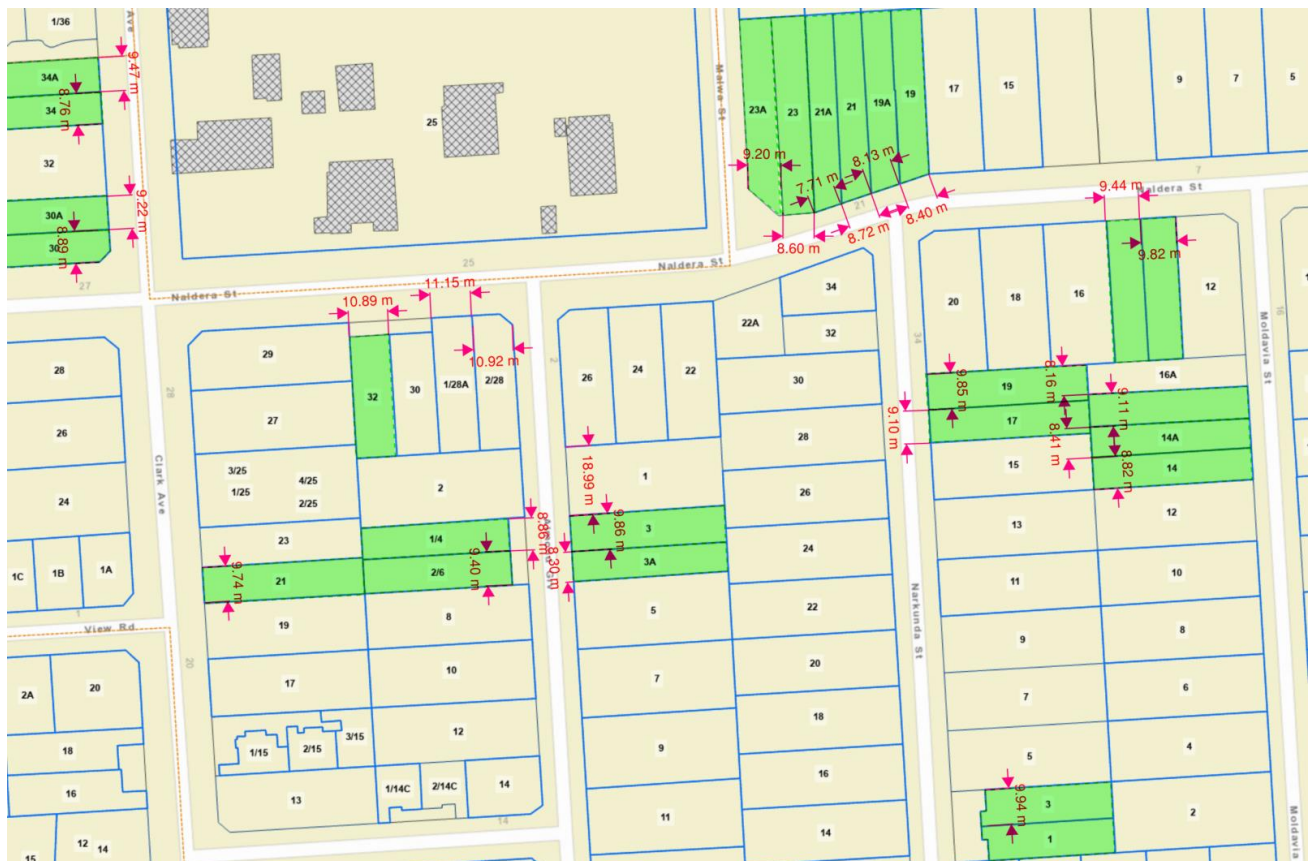 1/36
Ave
34A
9.47 m
8.76 m
34
32
30A
9.22 m
30
8.89 m
27
25
Malwa St
23A
23
21A
21
19A
19
17
15
9
7
5
9.20 m
7.71 m
8.13 m
8.60 m
8.72 m
8.40 m
21
7
Naldera St
9.44 m
9.82 m
20
18
16
12
Moldavia St
16
25
Naldera St
Naldera St
10.89 m
11.15 m
10.92 m
29
32
30
1/28A
2/28
27
28
26
24
1C
1B
1A
Clark Ave
28
3/25
4/25
1/25
2/25
2
23
1/4
8.86 m
9.40 m
2/6
21
9.74 m
19
8
17
10
1/15
2/15
3/15
12
13
1/14C
2/14C
14
14
View Rd
1
20
2A
20
18
16
15
12
14
2
26
24
22
22A
34
32
30
28
26
24
22
20
18
16
14
18.99 m
1
9.86 m
3
8.30 m
3A
5
7
9
11
34
19
9.85 m
17
9.10 m
8.16 m
8.41 m
16A
9.11 m
14A
8.82 m
14
15
13
12
11
10
9
8
7
6
5
4
9.94 m
3
1
2
Narkunda St
Moldavia